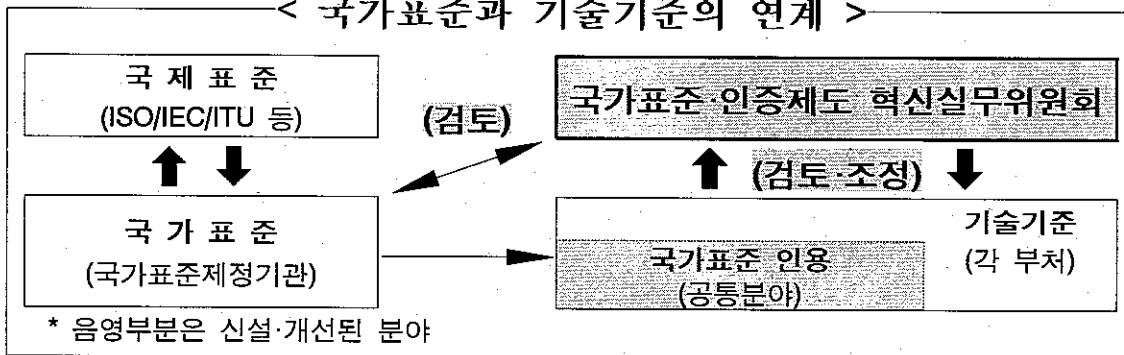 < 국가표준과 기술기준의 연계 >
국 제 표 준
(ISO/IEC/ITU 등)
(검토)
국가표준·인증제도 혁신실무위원회
(검토·조정)
국 가 표 준
(국가표준제정기관)
국가표준 인용
(공통분야)
기술기준
(각 부처)
* 음영부분은 신설·개선된 분야